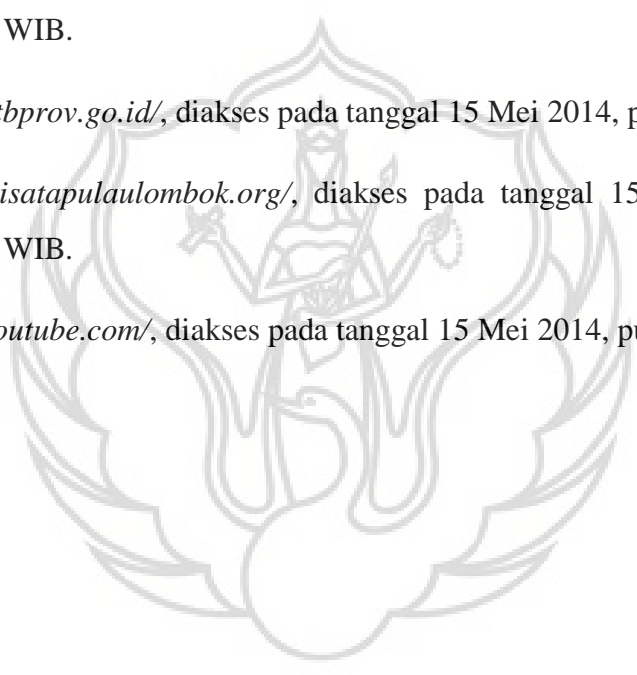 WIB.
tbprov.go.id/, diakses pada tanggal 15 Mei 2014, p
isatapulaulombok.org/, diakses pada tanggal 15
WIB.
outube.com/, diakses pada tanggal 15 Mei 2014, pu